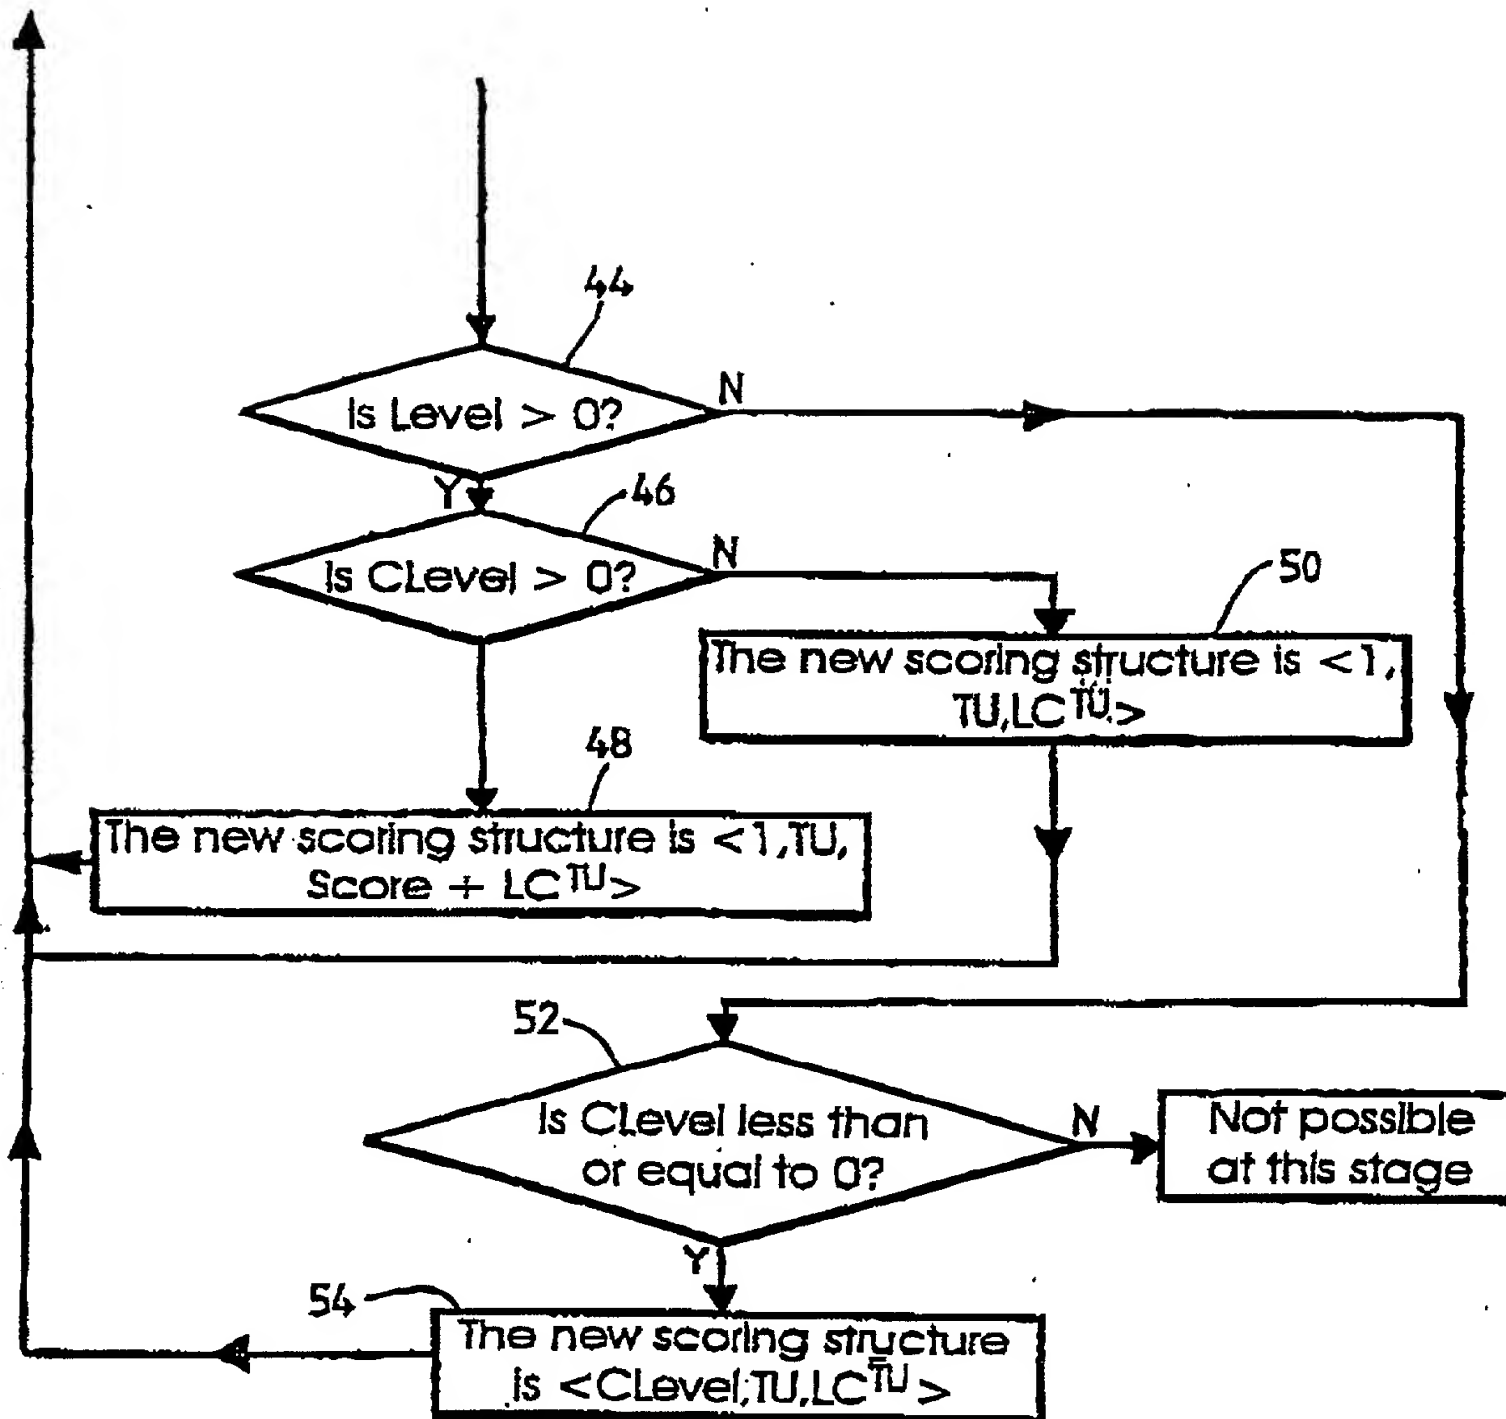 44
Is Level > 0?
N
Y
46
Is CLevel > 0?
N
50
The new scoring structure is <1,
TU,LC^TU>
48
The new scoring structure is <1,TU,
Score + LC^TU>
52
Is CLevel less than
or equal to 0?
N
Not possible
at this stage
Y
54
The new scoring structure
is <CLevel,TU,LC^TU>